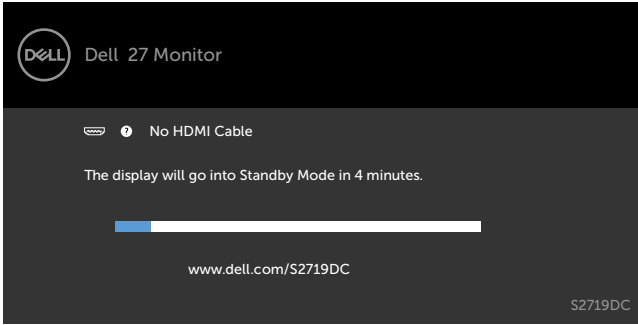 DELL
Dell 27 Monitor
? No HDMI Cable
The display will go into Standby Mode in 4 minutes.
www.dell.com/S2719DC
S2719DC